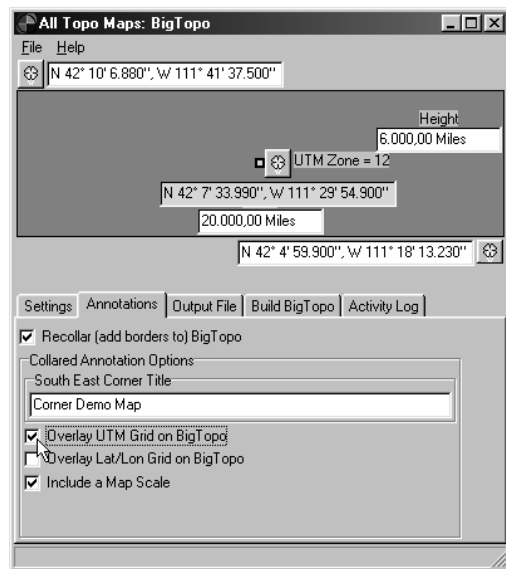 All Topo Maps: BigTopo
File Help
N 42° 10' 6.880", W 111° 41' 37.500"
Height
6.000,00 Miles
UTM Zone = 12
N 42° 7' 33.990", W 111° 29' 54.900"
20.000,00 Miles
N 42° 4' 59.900", W 111° 18' 13.230"
Settings Annotations Output File Build BigTopo Activity Log
Recollar (add borders to) BigTopo
Collared Annotation Options
South East Corner Title
Corner Demo Map
Overlay UTM Grid on BigTopo
Overlay Lat/Lon Grid on BigTopo
Include a Map Scale